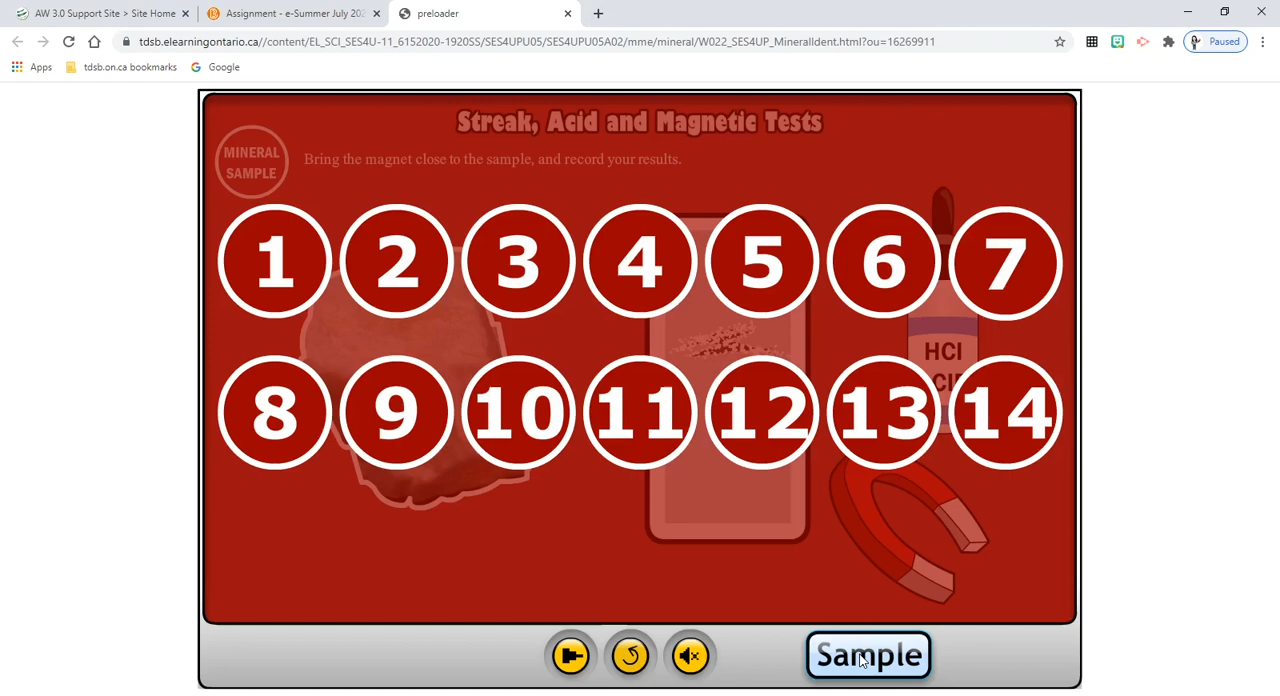 AW 3.0 Support Site > Site Home
Assignment - e-Summer July 202
preloader
tdsb.elearningontario.ca//content/EL_SCI_SES4U-11_6152020-1920SS/SES4UPU05/SES4UPU05A02/mme/mineral/W022_SES4UP_MineralIdent.html?ou=16269911
Paused
Apps
tdsb.on.ca bookmarks
Google
Streak, Acid and Magnetic Tests
MINERAL
SAMPLE
Bring the magnet close to the sample, and record your results.
1 2 3 4 5 6 7
HCl
8 9 10 11 12 13 14
Sample